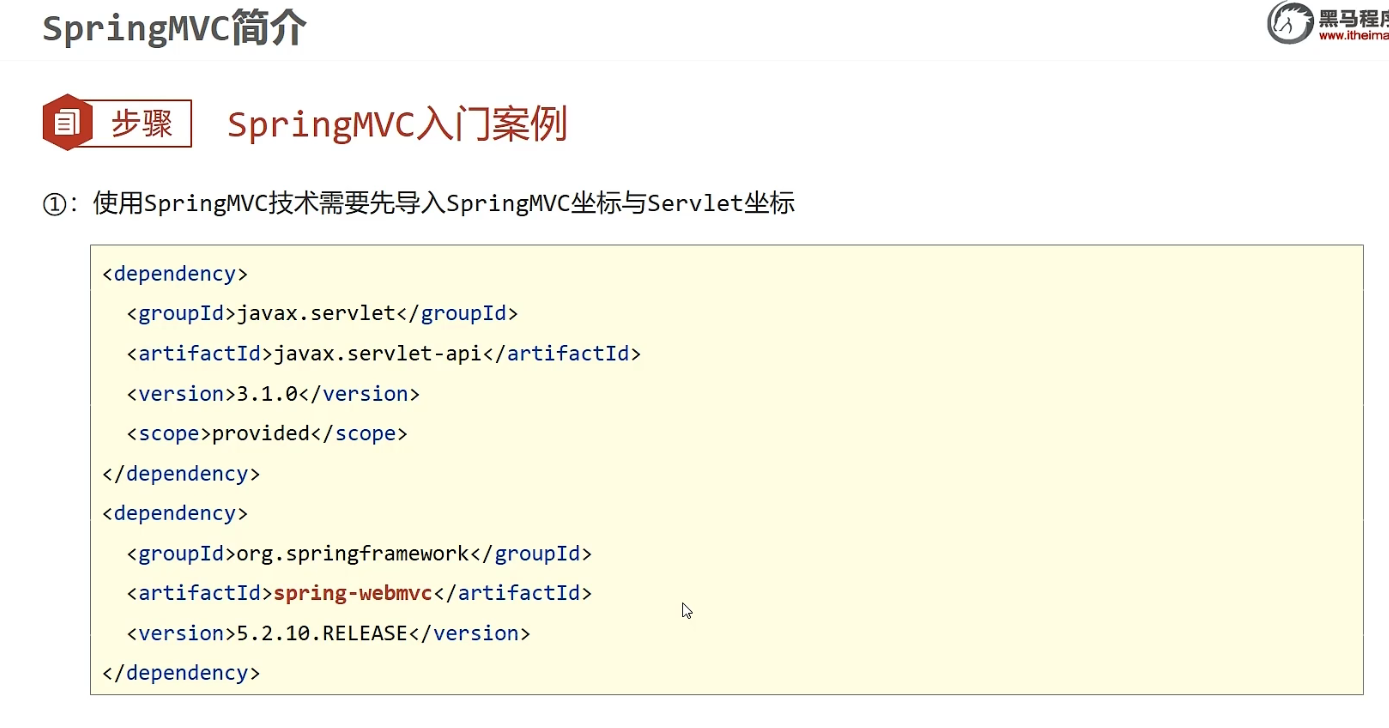 SpringMVC简介
黑马程序
www.itheima
步骤
SpringMVC入门案例
①：使用SpringMVC技术需要先导入SpringMVC坐标与Servlet坐标
<dependency>
<groupId>javax.servlet</groupId>
<artifactId>javax.servlet-api</artifactId>
<version>3.1.0</version>
<scope>provided</scope>
</dependency>
<dependency>
<groupId>org.springframework</groupId>
<artifactId>spring-webmvc</artifactId>
<version>5.2.10.RELEASE</version>
</dependency>